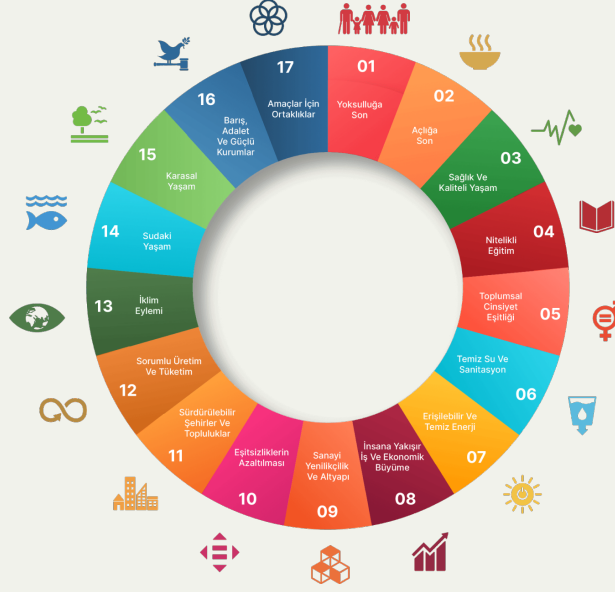 01
Yoksulluğa
Son
02
Açlığa
Son
03
Sağlık Ve
Kaliteli Yaşam
04
Nitelikli
Eğitim
05
Toplumsal
Cinsiyet
Eşitliği
06
Temiz Su Ve
Sanitasyon
07
Erişilebilir Ve
Temiz Enerji
08
İnsana Yakışır
İş Ve Ekonomik
Büyüme
09
Sanayi
Yenilikçilik
Ve Altyapı
10
Eşitsizliklerin
Azaltılması
11
Sürdürülebilir
Şehirler Ve
Topluluklar
12
Sorumlu Üretim
Ve Tüketim
13
İklim
Eylemi
14
Sudaki
Yaşam
15
Karasal
Yaşam
16
Barış,
Adalet
Ve Güçlü
Kurumlar
17
Amaçlar İçin
Ortaklıklar